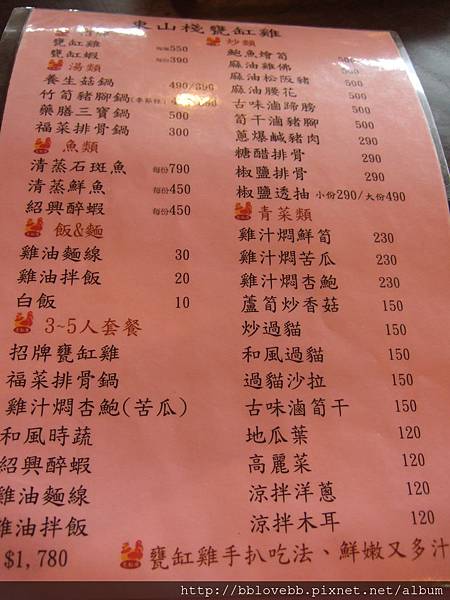 東山棧甕缸雞
甕缸雞 每隻550
甕缸蝦 每份390
湯類
養生菇鍋 490/390
竹筍豬腳鍋 500
藥膳三寶鍋 500
福菜排骨鍋 300
魚類
清蒸石斑魚 每份790
清蒸鮮魚 每份450
紹興醉蝦 每份450
飯&麵
雞油麵線 30
雞油拌飯 20
白飯 10
3~5人套餐
招牌甕缸雞
福菜排骨鍋
雞汁燜杏鮑(苦瓜)
和風時蔬
紹興醉蝦
雞油麵線
雞油拌飯
$1,780
炒類
鮑魚燴筍 500
麻油雞佛 500
麻油松阪豬 500
麻油腰花 500
古味滷蹄膀 500
筍干滷豬腳 500
蔥爆鹹豬肉 290
糖醋排骨 290
椒鹽排骨 290
椒鹽透抽 小份290/大份490
青菜類
雞汁燜鮮筍 230
雞汁燜苦瓜 230
雞汁燜杏鮑 230
蘆筍炒香菇 150
炒過貓 150
和風過貓 150
過貓沙拉 150
古味滷筍干 150
地瓜葉 120
高麗菜 120
涼拌洋蔥 120
涼拌木耳 120
甕缸雞手扒吃法、鮮嫩又多汁
http://bblovebb.pixnet.net/album